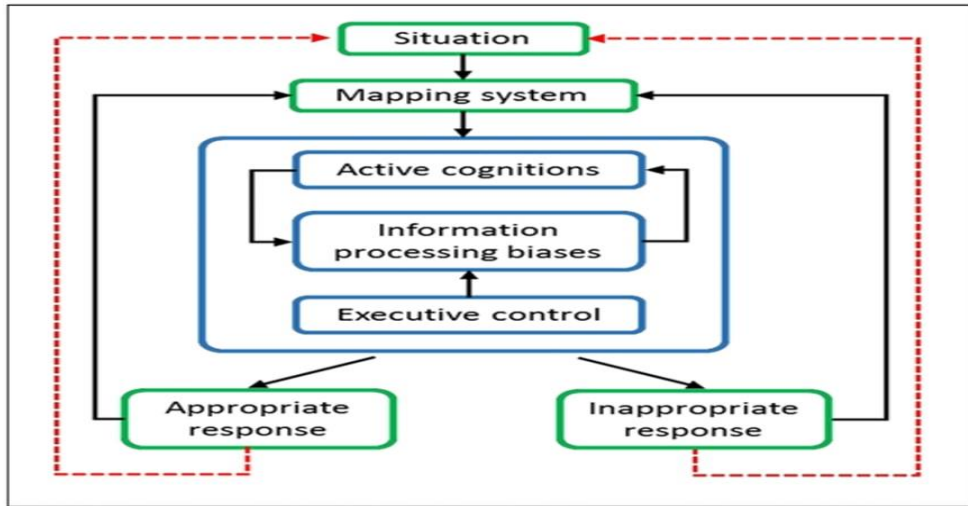 Situation
Mapping system
Active cognitions
Information
processing biases
Executive control
Appropriate
response
Inappropriate
response